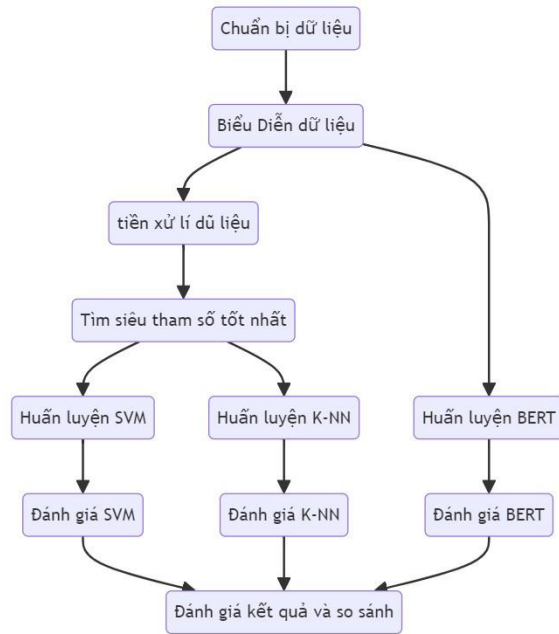 Chuẩn bị dữ liệu
Biểu Diễn dữ liệu
tiền xử lí dũ liệu
Tìm siêu tham số tốt nhất
Huấn luyện SVM
Huấn luyện K-NN
Huấn luyện BERT
Đánh giá SVM
Đánh giá K-NN
Đánh giá BERT
Đánh giá kết quả và so sánh